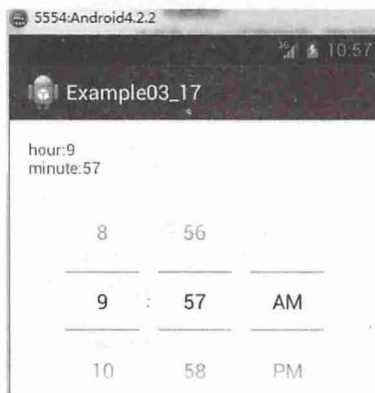 5554:Android4.2.2
3G 10:57
Example03_17
hour:9
minute:57
8 56
9 : 57 AM
10 58 PM